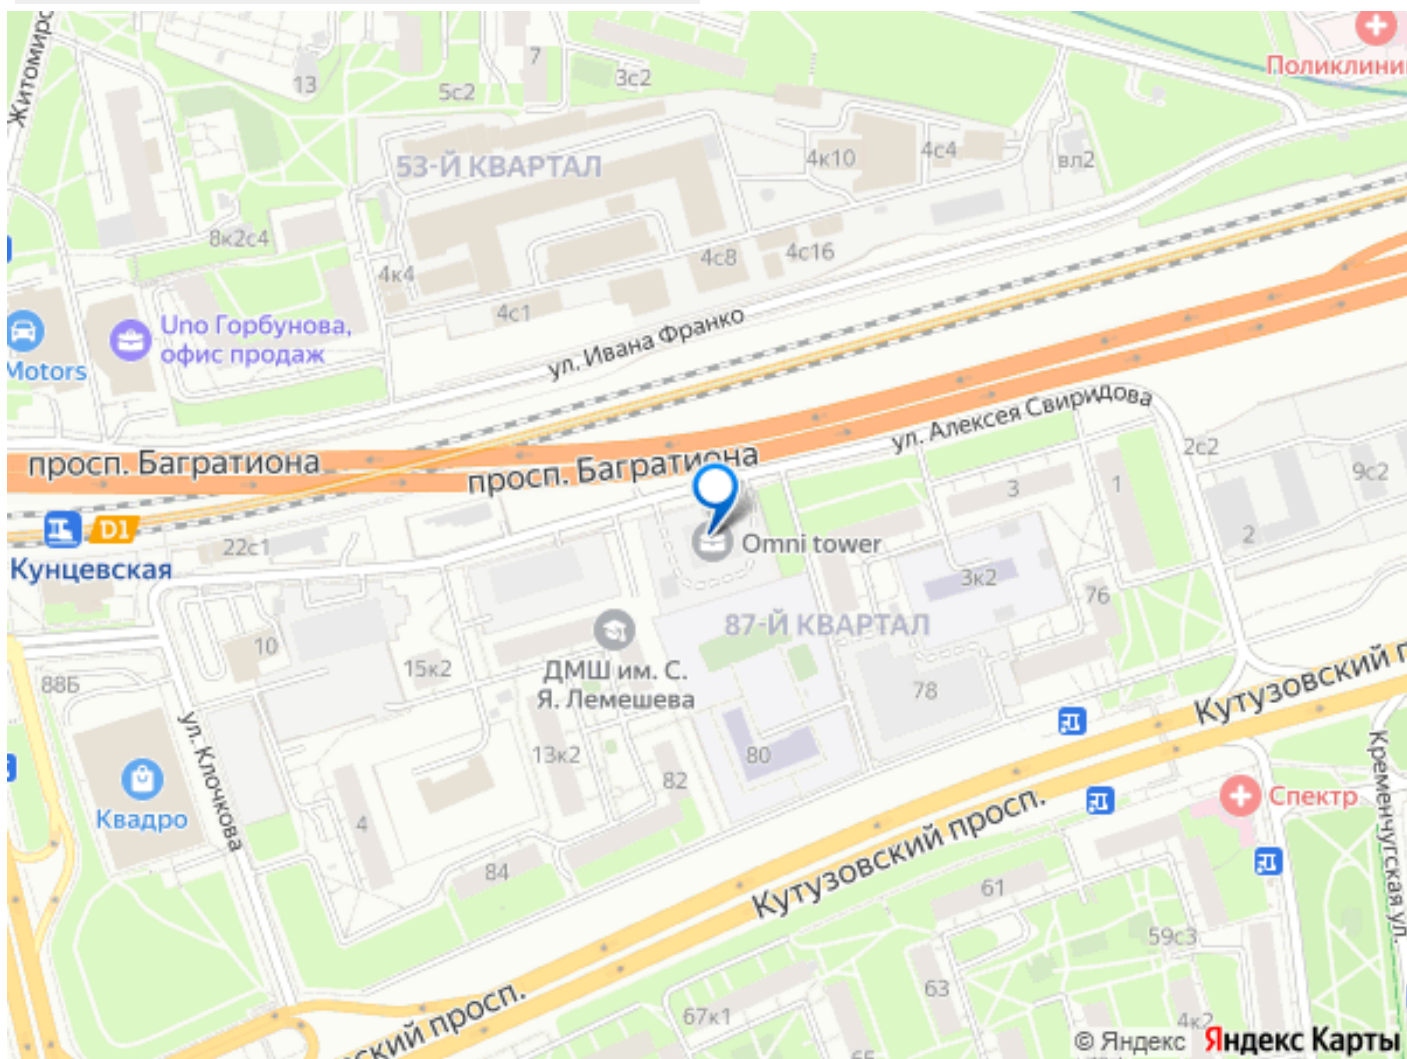 Житомирс
13
7
5с2
3с2
Поликлини
53-Й КВАРТАЛ
4к10
4с4
вл2
8к2с4
4к4
4с8
4с16
4с1
ул. Ивана Франко
Uno Горбунова,
офис продаж
Motors
ул. Алексея Свиридова
просп. Багратиона
просп. Багратиона
2с2
9с2
1
3
2
D1
Кунцевская
22с1
Omni tower
3к2
76
87-Й КВАРТАЛ
10
15к2
ДМШ им. С.
Я. Лемешева
88Б
78
Кутузовский п
ул. Клочкова
13к2
82
80
Квадро
4
84
Кутузовский просп.
Спектр
Кременчугская ул.
61
59с3
63
67к1
ский просп.
65
4к2
© Яндекс Яндекс Карты